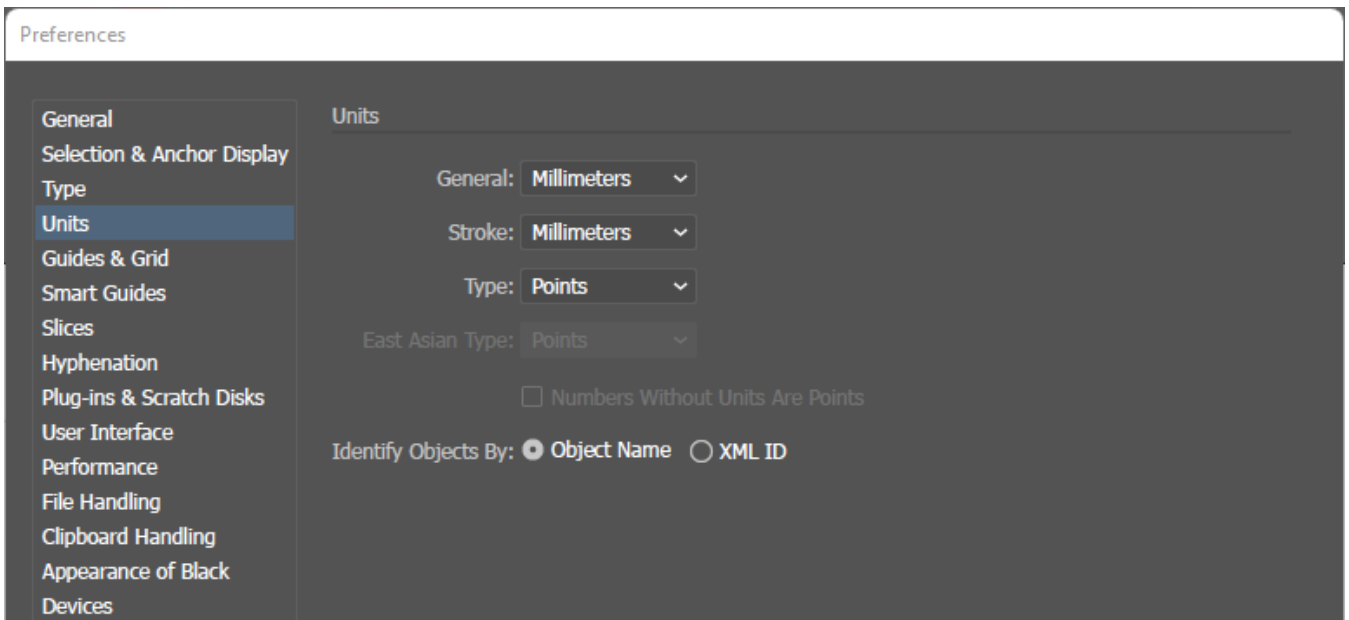 Preferences
General
Selection & Anchor Display
Type
Units
Guides & Grid
Smart Guides
Slices
Hyphenation
Plug-ins & Scratch Disks
User Interface
Performance
File Handling
Clipboard Handling
Appearance of Black
Devices
Units
General: Millimeters
Stroke: Millimeters
Type: Points
East Asian Type: Points
Numbers Without Units Are Points
Identify Objects By: Object Name XML ID